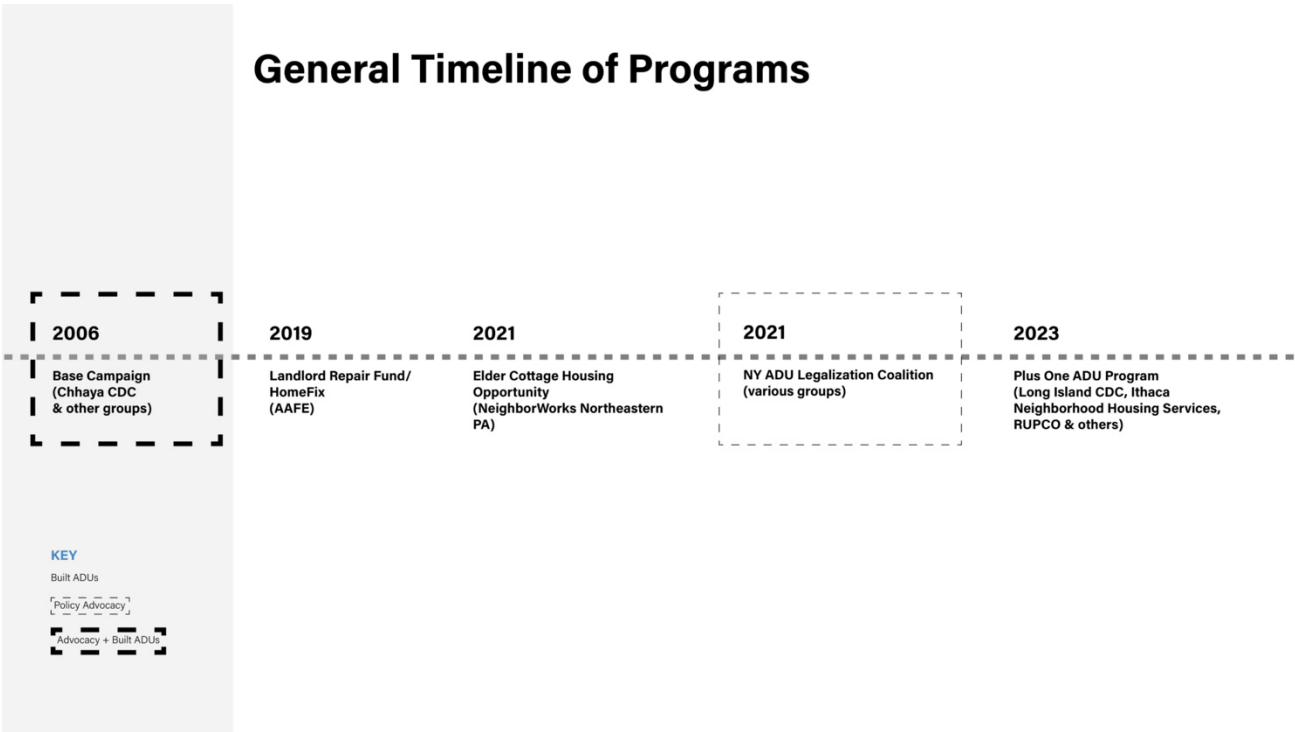 General Timeline of Programs
2006
Base Campaign
(Chhaya CDC
& other groups)
2019
Landlord Repair Fund/
HomeFix
(AAFE)
2021
Elder Cottage Housing
Opportunity
(NeighborWorks Northeastern
PA)
2021
NY ADU Legalization Coalition
(various groups)
2023
Plus One ADU Program
(Long Island CDC, Ithaca
Neighborhood Housing Services,
RUPCO & others)
KEY
Built ADUs
Policy Advocacy
Advocacy + Built ADUs